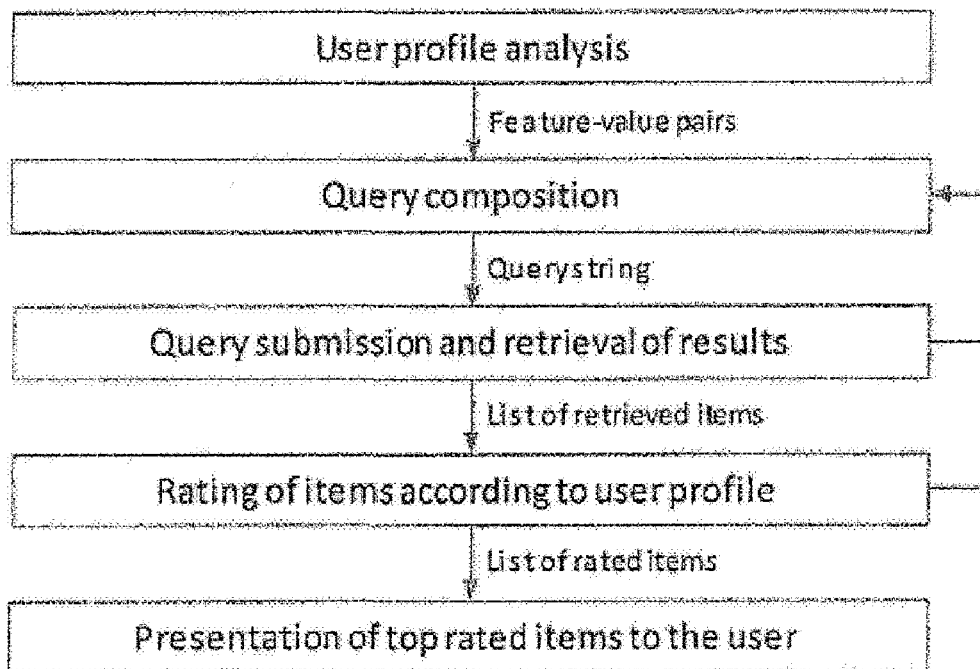 User profile analysis
Feature-value pairs
Query composition
Query string
Query submission and retrieval of results
List of retrieved items
Rating of items according to user profile
List of rated items
Presentation of top rated items to the user